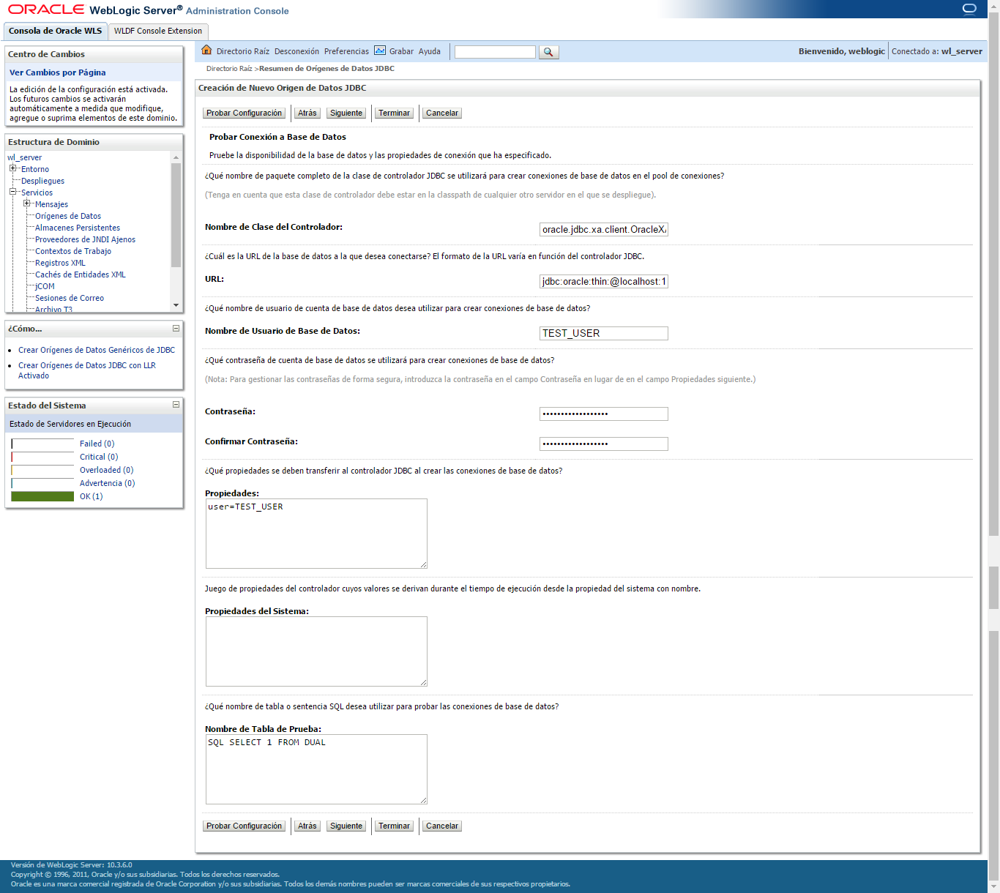 ORACLE WebLogic Server® Administration Console
Consola de Oracle WLS
WLDF Console Extension
Centro de Cambios
Ver Cambios por Página
La edición de la configuración está activada.
Los futuros cambios se activarán
automáticamente a medida que modifique,
agregue o suprima elementos de este dominio.
Estructura de Dominio
wl_server
Entorno
Despliegues
Servicios
Mensajes
Orígenes de Datos
Almacenes Persistentes
Proveedores de JNDI Ajenos
Contextos de Trabajo
Registros XML
Cachés de Entidades XML
jCOM
Sesiones de Correo
Archivo T3
¿Cómo...
Crear Orígenes de Datos Genéricos de JDBC
Crear Orígenes de Datos JDBC con LLR
Activado
Estado del Sistema
Estado de Servidores en Ejecución
Failed (0)
Critical (0)
Overloaded (0)
Advertencia (0)
OK (1)
Directorio Raíz Desconexión Preferencias Grabar Ayuda
Bienvenido, weblogic Conectado a: wl_server
Directorio Raíz >Resumen de Orígenes de Datos JDBC
Creación de Nuevo Origen de Datos JDBC
Probar Configuración Atrás Siguiente Terminar Cancelar
Probar Conexión a Base de Datos
Pruebe la disponibilidad de la base de datos y las propiedades de conexión que ha especificado.
¿Qué nombre de paquete completo de la clase de controlador JDBC se utilizará para crear conexiones de base de datos en el pool de conexiones?
(Tenga en cuenta que esta clase de controlador debe estar en la classpath de cualquier otro servidor en el que se despliegue).
Nombre de Clase del Controlador: oracle.jdbc.xa.client.OracleX
¿Cuál es la URL de la base de datos a la que desea conectarse? El formato de la URL varía en función del controlador JDBC.
URL: jdbc:oracle:thin:@localhost:1
¿Qué nombre de usuario de cuenta de base de datos desea utilizar para crear conexiones de base de datos?
Nombre de Usuario de Base de Datos: TEST_USER
¿Qué contraseña de cuenta de base de datos se utilizará para crear conexiones de base de datos?
(Nota: Para gestionar las contraseñas de forma segura, introduzca la contraseña en el campo Contraseña en lugar de en el campo Propiedades siguiente.)
Contraseña: ••••••••••••••••••
Confirmar Contraseña: ••••••••••••••••••
¿Qué propiedades se deben transferir al controlador JDBC al crear las conexiones de base de datos?
Propiedades:
user=TEST_USER
Juego de propiedades del controlador cuyos valores se derivan durante el tiempo de ejecución desde la propiedad del sistema con nombre.
Propiedades del Sistema:
¿Qué nombre de tabla o sentencia SQL desea utilizar para probar las conexiones de base de datos?
Nombre de Tabla de Prueba:
SQL SELECT 1 FROM DUAL
Probar Configuración Atrás Siguiente Terminar Cancelar
Versión de WebLogic Server: 10.3.6.0
Copyright © 1996, 2011, Oracle y/o sus subsidiarias. Todos los derechos reservados.
Oracle es una marca comercial registrada de Oracle Corporation y/o sus subsidiarias. Todos los demás nombres pueden ser marcas comerciales de sus respectivos propietarios.